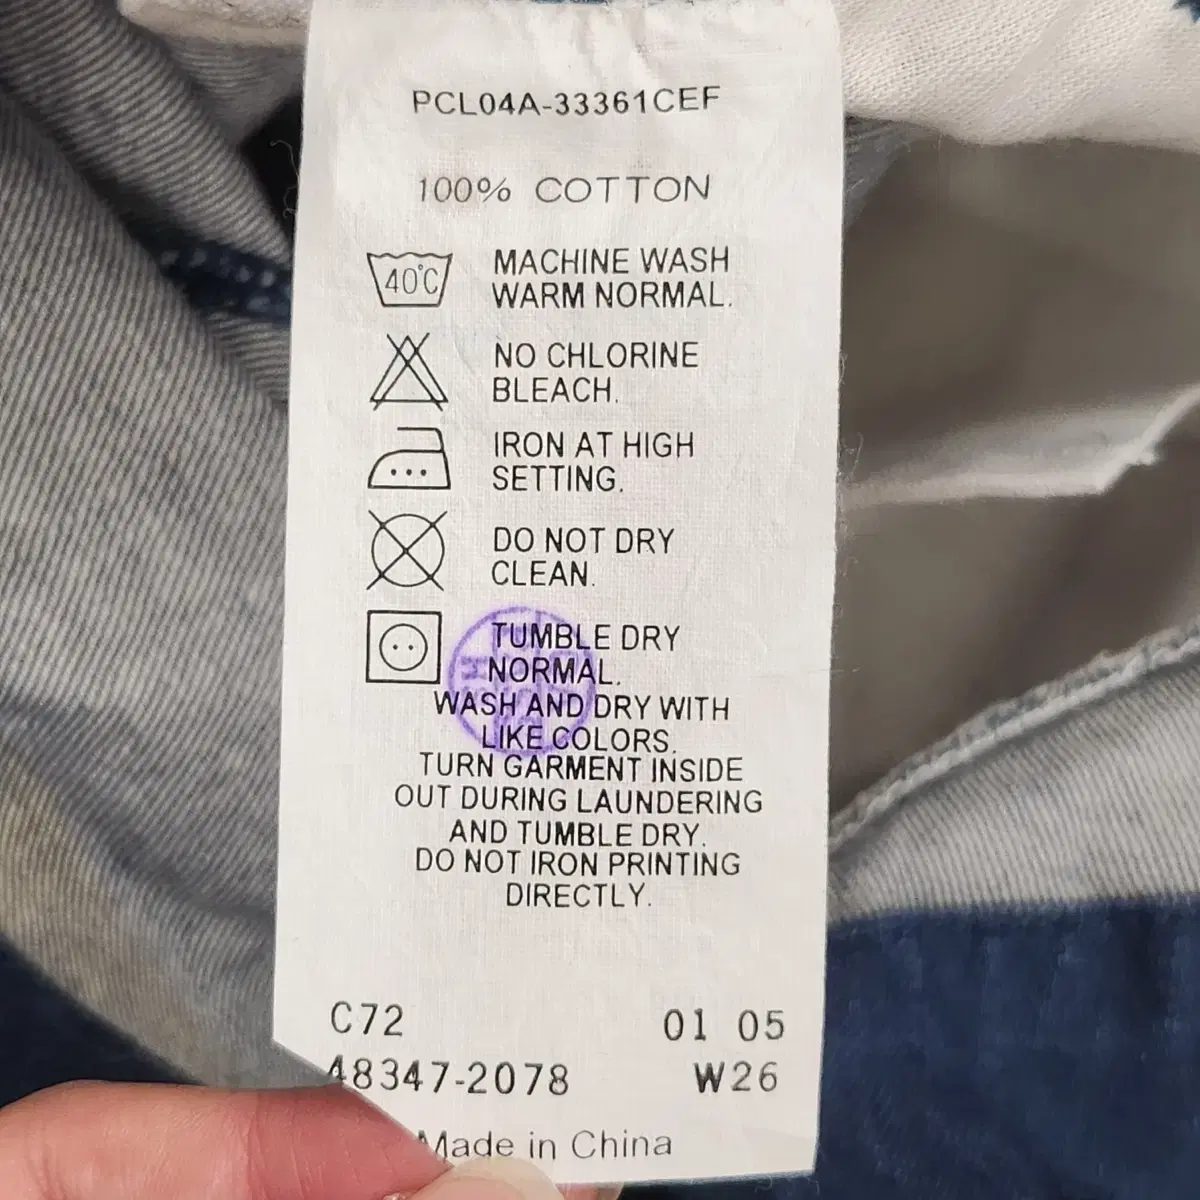 PCL04A-33361CEF
100% COTTON
40°C
MACHINE WASH
WARM NORMAL.
NO CHLORINE
BLEACH.
IRON AT HIGH
SETTING.
DO NOT DRY
CLEAN.
TUMBLE DRY
NORMAL.
WASH AND DRY WITH
LIKE COLORS.
TURN GARMENT INSIDE
OUT DURING LAUNDERING
AND TUMBLE DRY.
DO NOT IRON PRINTING
DIRECTLY.
C72 01 05
48347-2078 W26
Made in China